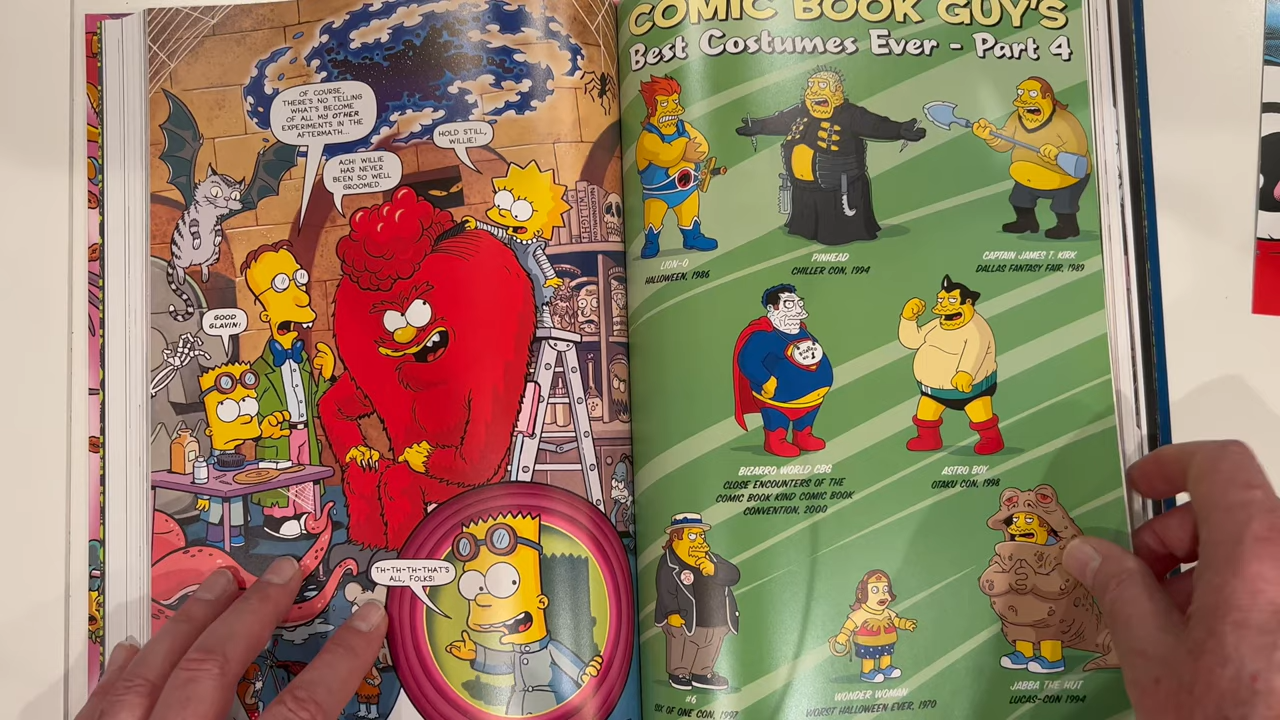 OF COURSE,
THERE'S NO TELLING
WHAT'S BECOME
OF ALL MY OTHER
EXPERIMENTS IN THE
AFTERMATH...
ACH! WILLIE
HAS NEVER
BEEN SO WELL
GROOMED.
HOLD STILL,
WILLIE!
GOOD
GLAVIN!
TH-TH-TH-THAT'S
ALL, FOLKS!
COMIC BOOK GUY'S
Best Costumes Ever - Part 4
LION-O
HALLOWEEN, 1986
PINHEAD
CHILLER CON, 1994
CAPTAIN JAMES T. KIRK
DALLAS FANTASY FAIR, 1989
BIZARRO WORLD CBG
CLOSE ENCOUNTERS OF THE
COMIC BOOK KIND COMIC BOOK
CONVENTION, 2000
ASTRO BOY
OTAKU CON, 1998
#6
SIX OF ONE CON, 1997
WONDER WOMAN
WORST HALLOWEEN EVER, 1970
JABBA THE HUT
LUCAS-CON 1994